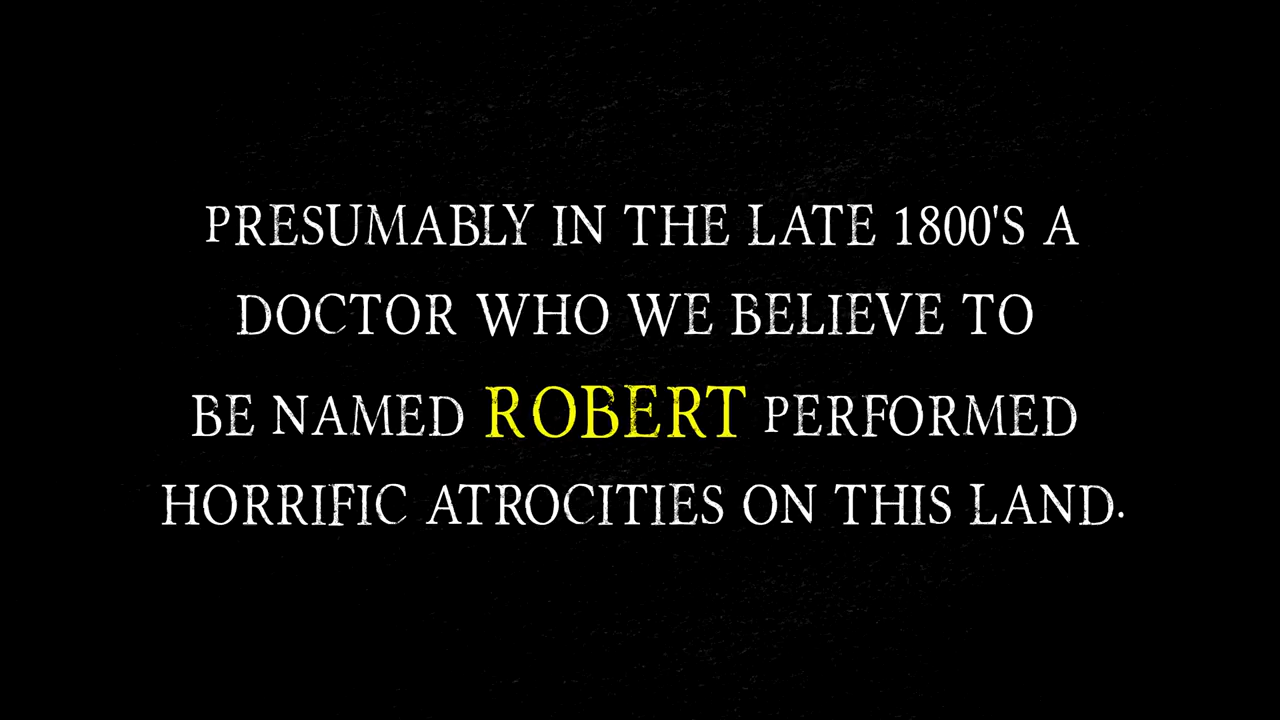 PRESUMABLY IN THE LATE 1800'S A
DOCTOR WHO WE BELIEVE TO
BE NAMED ROBERT PERFORMED
HORRIFIC ATROCITIES ON THIS LAND.